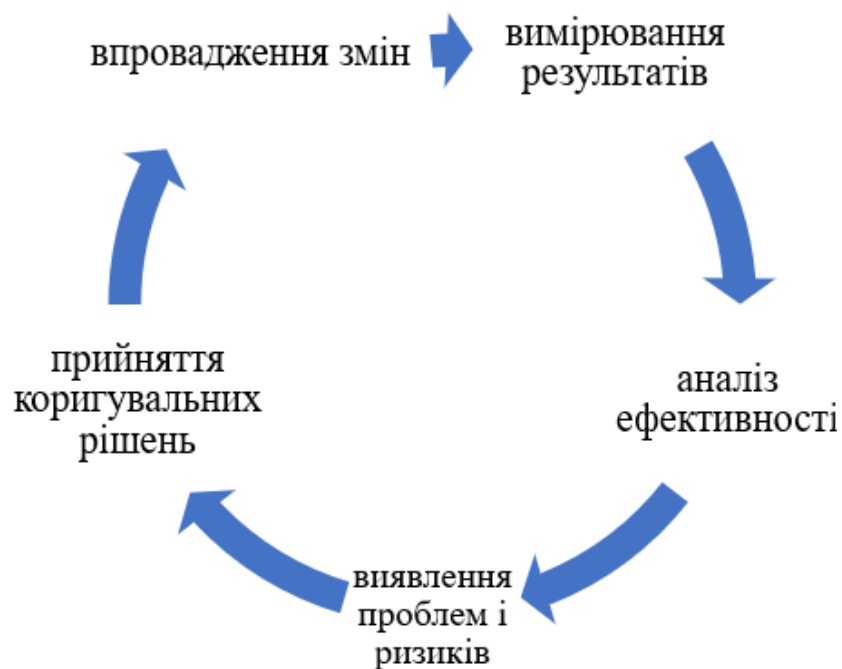 впровадження змін
вимірювання
результатів
аналіз
ефективності
виявлення
проблем і
ризиків
прийняття
коригувальних
рішень